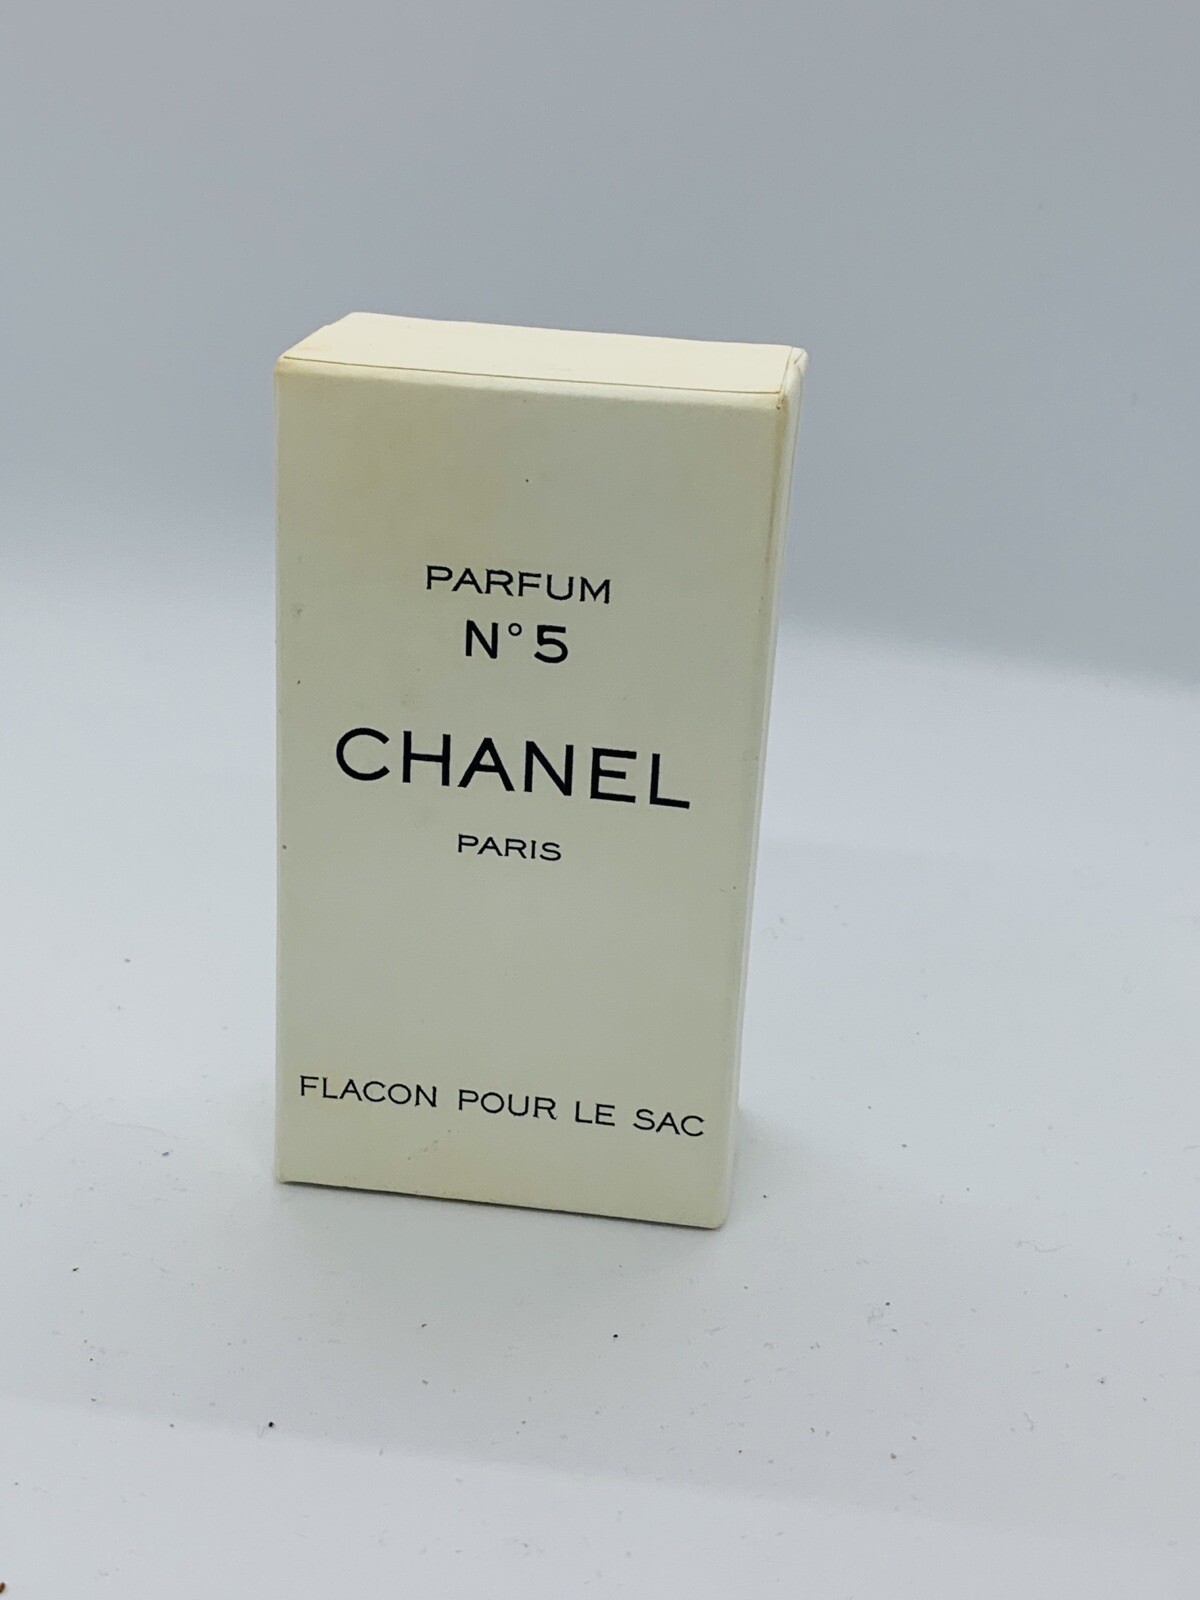 PARFUM
N° 5
CHANEL
PARIS
FLACON POUR LE SAC